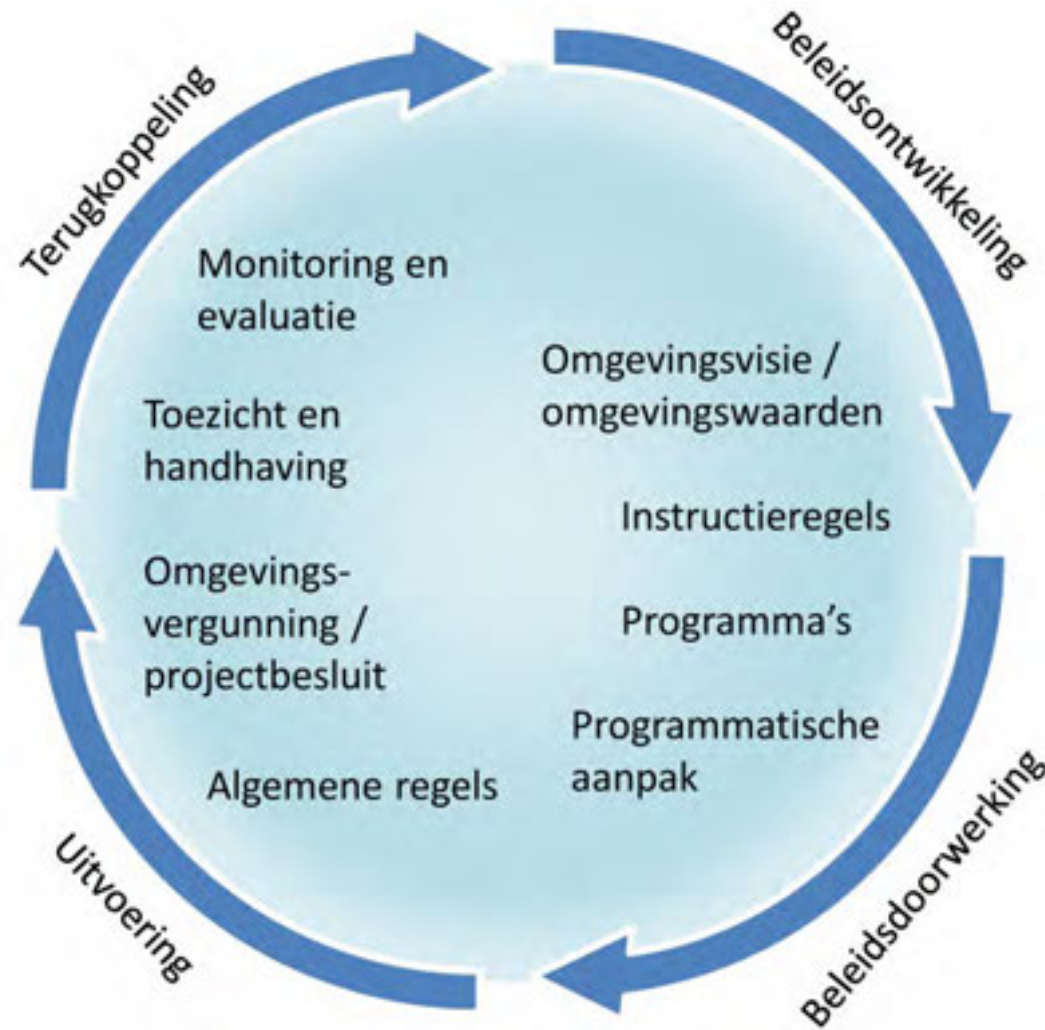 Terugkoppeling
Beleidsontwikkeling
Monitoring en
evaluatie
Omgevingsvisie /
omgevingswaarden
Toezicht en
handhaving
Instructieregels
Omgevings-
vergunning /
projectbesluit
Programma's
Programmatische
aanpak
Algemene regels
Uitvoering
Beleidsdoorwerking